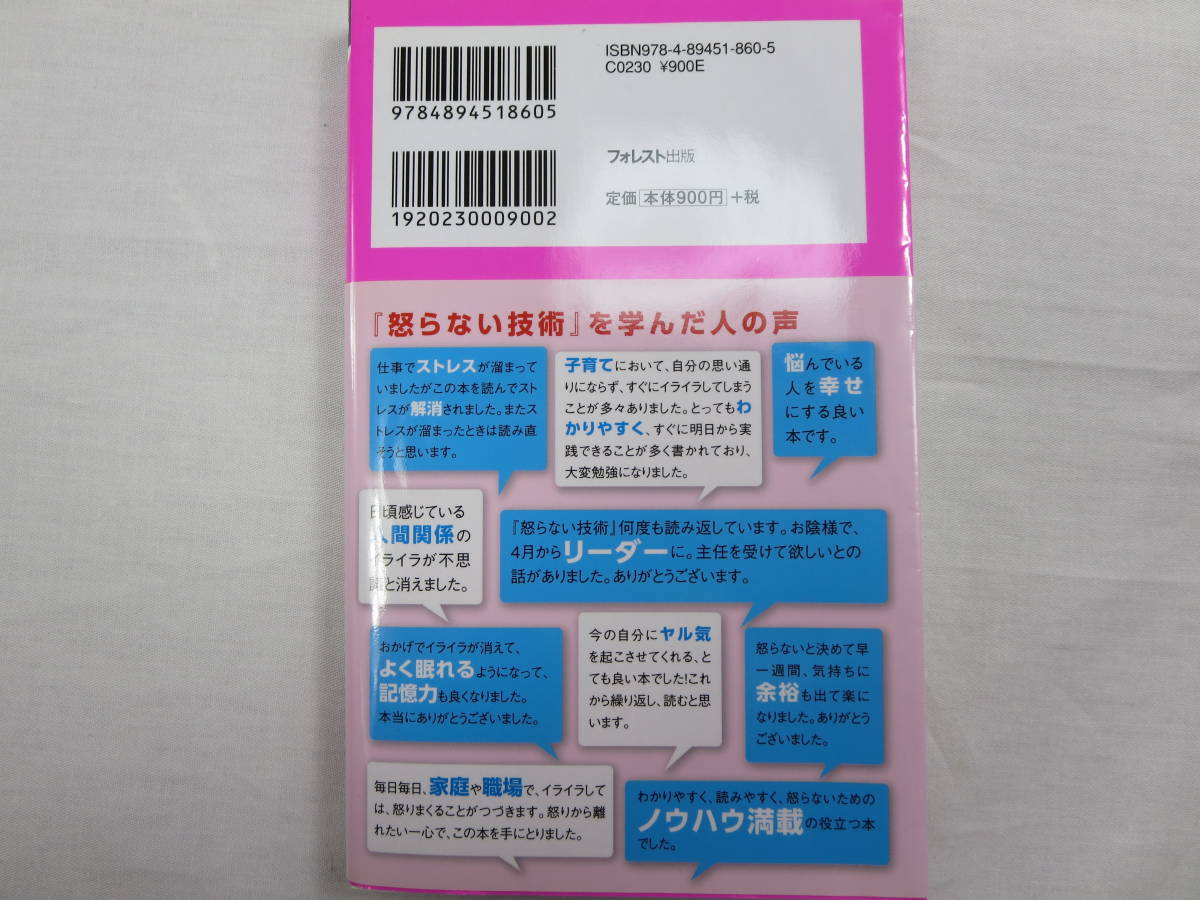 ISBN978-4-89451-860-5
C0230 ¥900E
9784894518605
フォレスト出版
定価 本体900円 +税
1920230009002
『怒らない技術』を学んだ人の声
仕事でストレスが溜まって
いましたがこの本を読んでスト
レスが解消されました。またス
トレスが溜まったときは読み直
そうと思います。
子育てにおいて、自分の思い通
りにならず、すぐにイライラしてしまう
ことが多々ありました。とってもわ
かりやすく、すぐに明日から実
践できることが多く書かれており、
大変勉強になりました。
悩んでいる
人を幸せ
にする良い
本です。
日頃感じている
人間関係の
イライラが不思
議と消えました。
『怒らない技術』何度も読み返しています。お陰様で、
4月からリーダーに。主任を受けて欲しいとの
話がありました。ありがとうございます。
おかげでイライラが消えて、
よく眠れるようになって、
記憶力も良くなりました。
本当にありがとうございました。
今の自分にヤル気
を起こさせてくれる、と
ても良い本でした!これ
から繰り返し、読むと思
います。
怒らないと決めて早
一週間、気持ちに
余裕も出て楽に
なりました。ありがとう
ございました。
毎日毎日、家庭や職場で、イライラして
は、怒りまくることがつづきます。怒りから離
れたい一心で、この本を手にとりました。
わかりやすく、読みやすく、怒らないための
ノウハウ満載の役立つ本
でした。